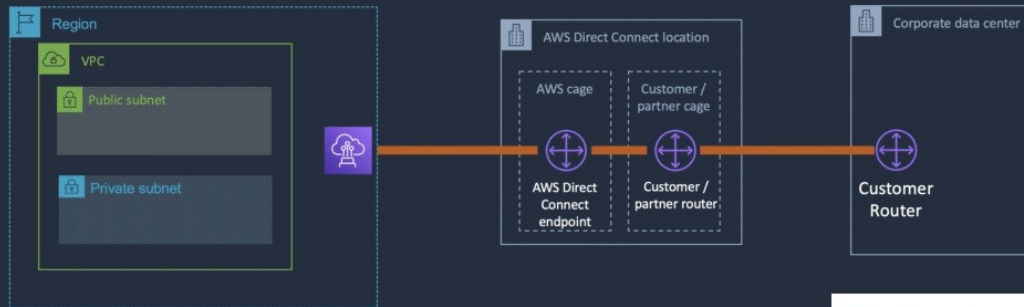 Region
VPC
Public subnet
Private subnet
AWS Direct Connect location
AWS cage
Customer /
partner cage
AWS Direct
Connect
endpoint
Customer /
partner router
Corporate data center
Customer
Router